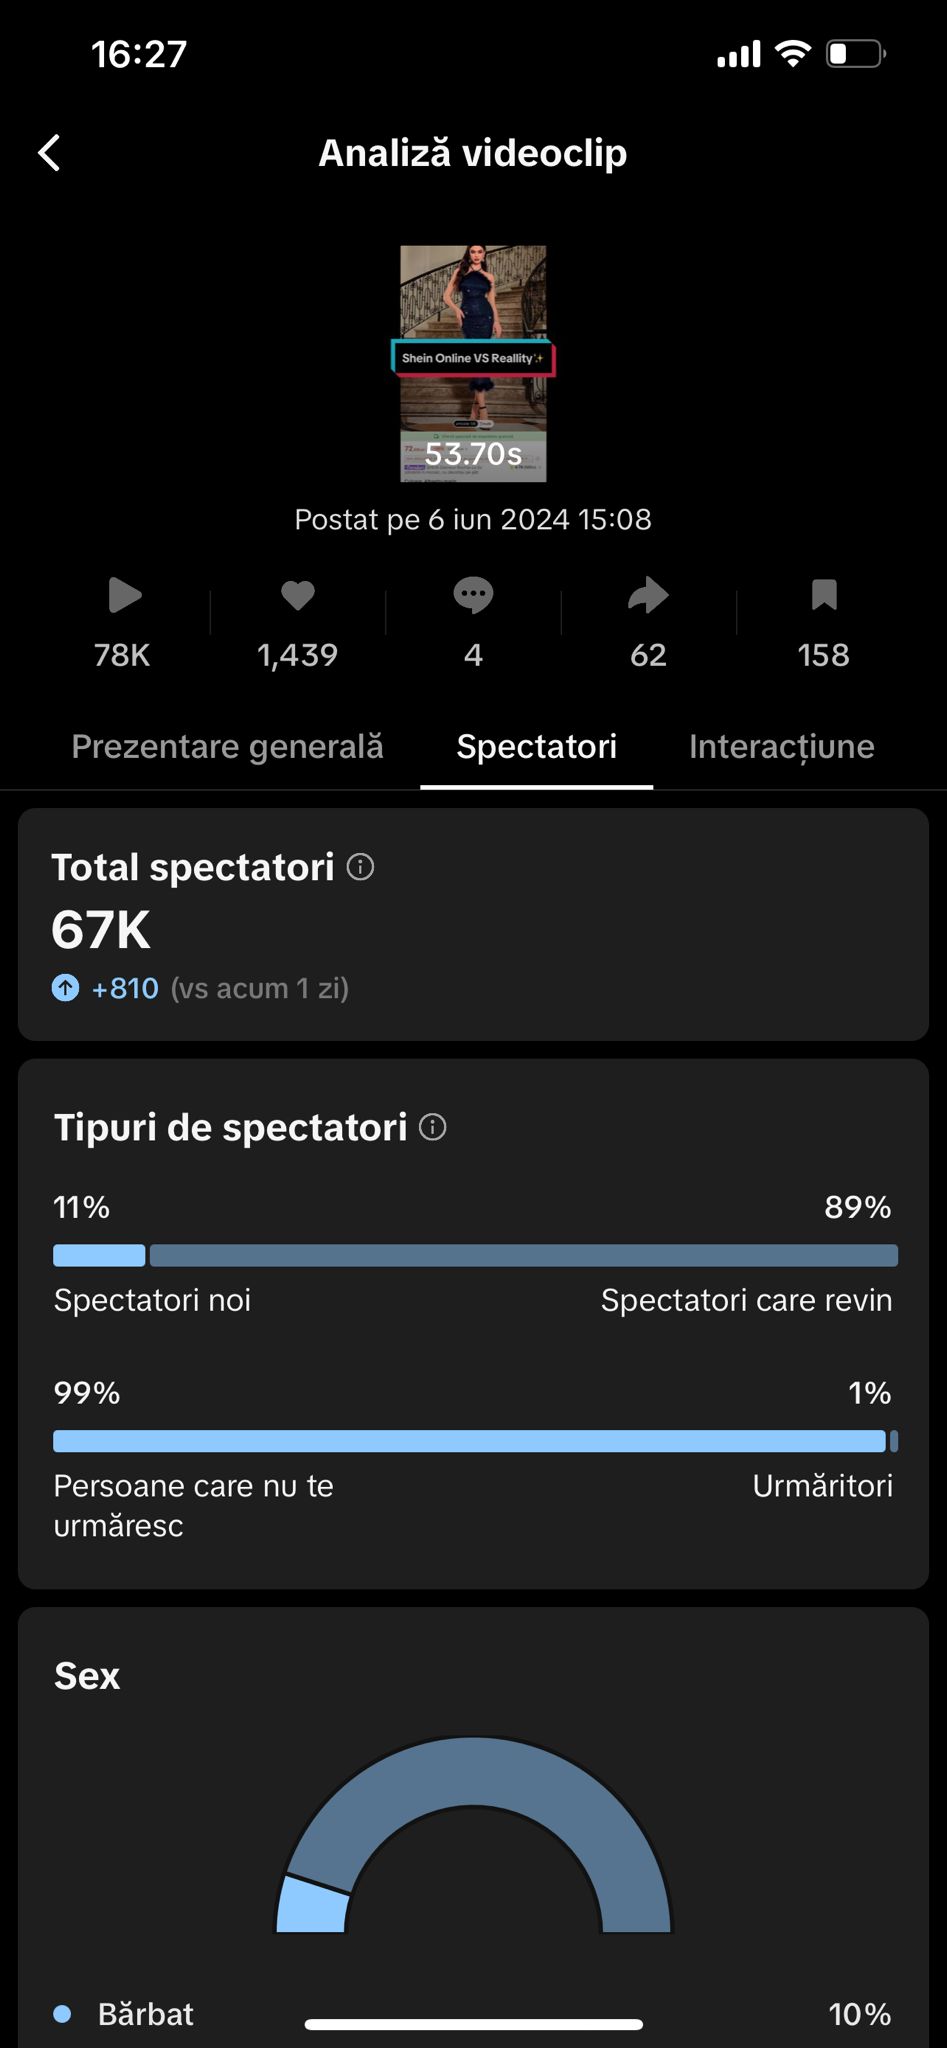 16:27
Analiză videoclip
Shein Online VS Reallity✨
53.70s
Postat pe 6 iun 2024 15:08
78K
1,439
4
62
158
Prezentare generală
Spectatori
Interacțiune
Total spectatori
67K
+810 (vs acum 1 zi)
Tipuri de spectatori
11%
89%
Spectatori noi
Spectatori care revin
99%
1%
Persoane care nu te
urmăresc
Urmăritori
Sex
Bărbat
10%